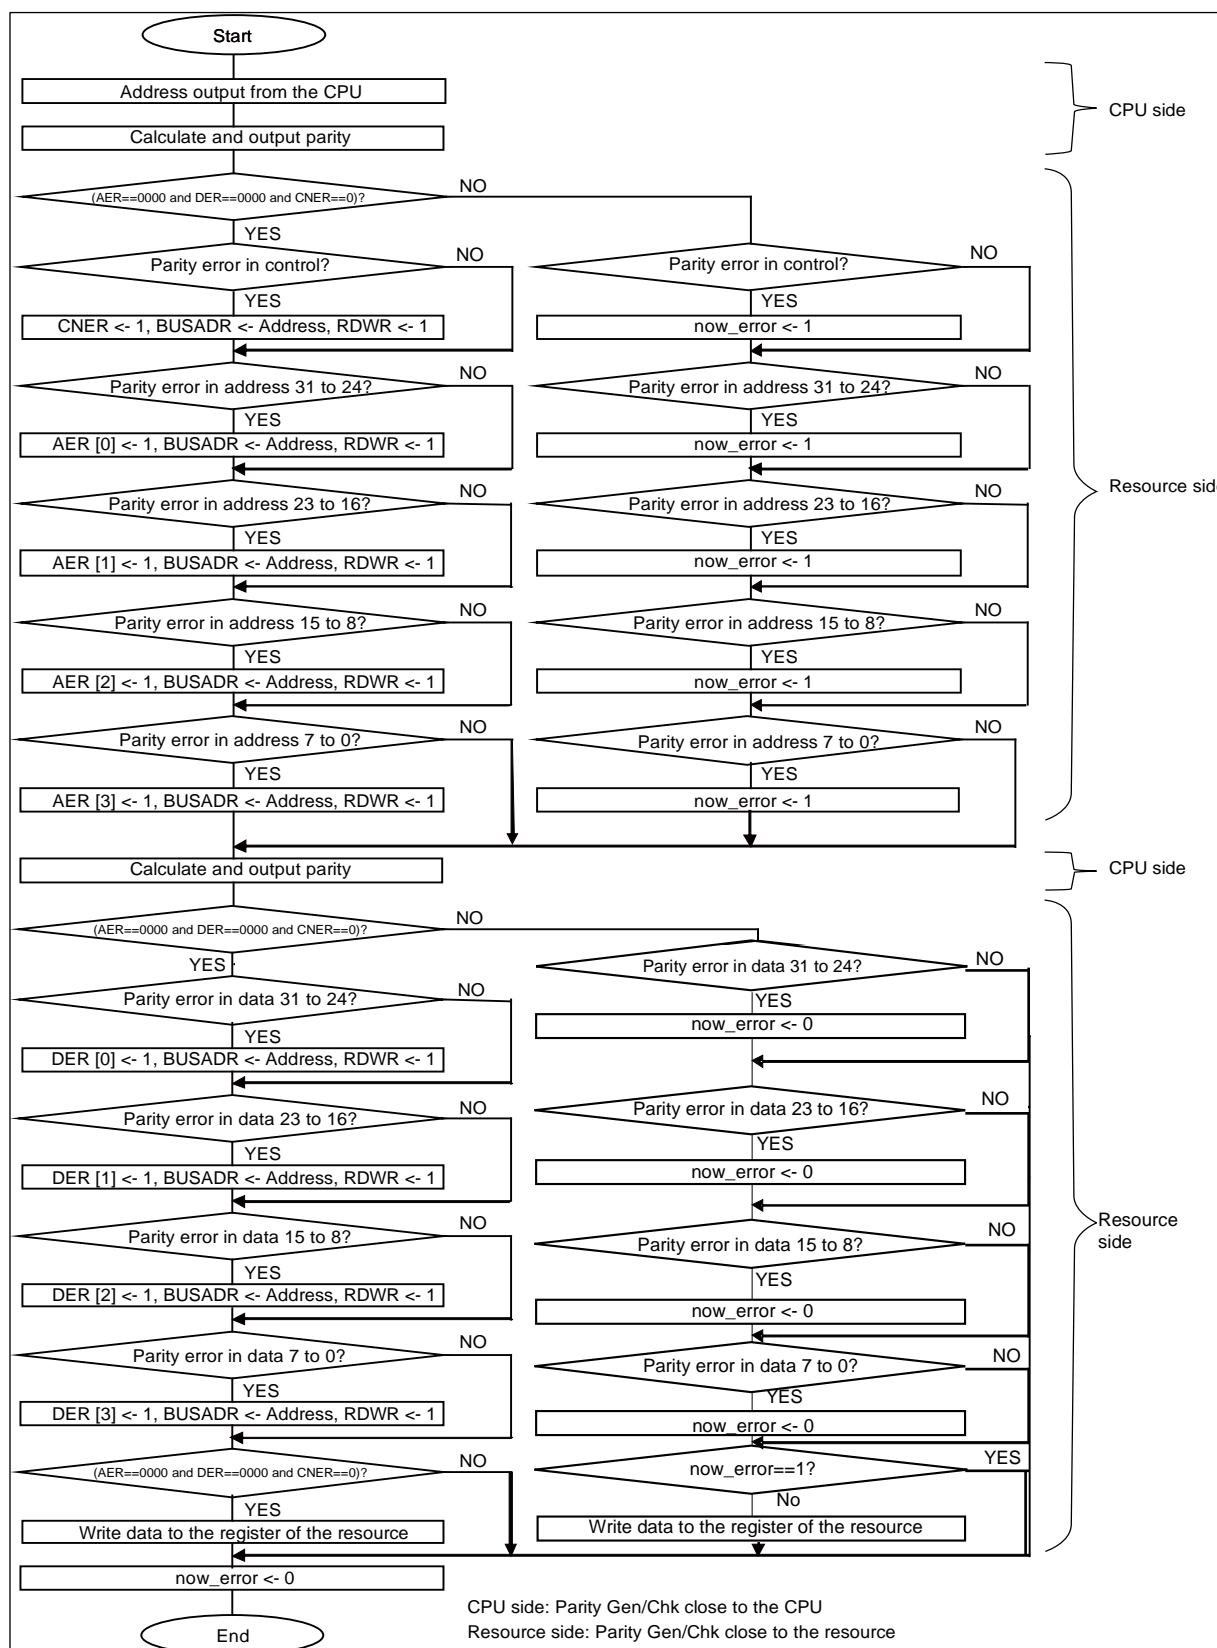 Start
Address output from the CPU
CPU side
Calculate and output parity
(AER==0000 and DER==0000 and CNER==0)?
NO
YES
Parity error in control?
NO
Parity error in control?
NO
YES
YES
CNER <- 1, BUSADR <- Address, RDWR <- 1
now_error <- 1
Parity error in address 31 to 24?
NO
Parity error in address 31 to 24?
NO
YES
YES
AER [0] <- 1, BUSADR <- Address, RDWR <- 1
now_error <- 1
Resource side
Parity error in address 23 to 16?
NO
Parity error in address 23 to 16?
NO
YES
YES
AER [1] <- 1, BUSADR <- Address, RDWR <- 1
now_error <- 1
Parity error in address 15 to 8?
NO
Parity error in address 15 to 8?
NO
YES
YES
AER [2] <- 1, BUSADR <- Address, RDWR <- 1
now_error <- 1
Parity error in address 7 to 0?
NO
Parity error in address 7 to 0?
NO
YES
YES
AER [3] <- 1, BUSADR <- Address, RDWR <- 1
now_error <- 1
Calculate and output parity
CPU side
(AER==0000 and DER==0000 and CNER==0)?
NO
YES
Parity error in data 31 to 24?
NO
Parity error in data 31 to 24?
NO
YES
YES
now_error <- 0
DER [0] <- 1, BUSADR <- Address, RDWR <- 1
Parity error in data 23 to 16?
NO
Parity error in data 23 to 16?
NO
YES
YES
DER [1] <- 1, BUSADR <- Address, RDWR <- 1
now_error <- 0
Resource
side
Parity error in data 15 to 8?
NO
Parity error in data 15 to 8?
NO
YES
YES
DER [2] <- 1, BUSADR <- Address, RDWR <- 1
now_error <- 0
Parity error in data 7 to 0?
NO
Parity error in data 7 to 0?
NO
YES
YES
DER [3] <- 1, BUSADR <- Address, RDWR <- 1
now_error <- 0
(AER==0000 and DER==0000 and CNER==0)?
NO
now_error==1?
YES
YES
No
Write data to the register of the resource
Write data to the register of the resource
now_error <- 0
End
CPU side: Parity Gen/Chk close to the CPU
Resource side: Parity Gen/Chk close to the resource